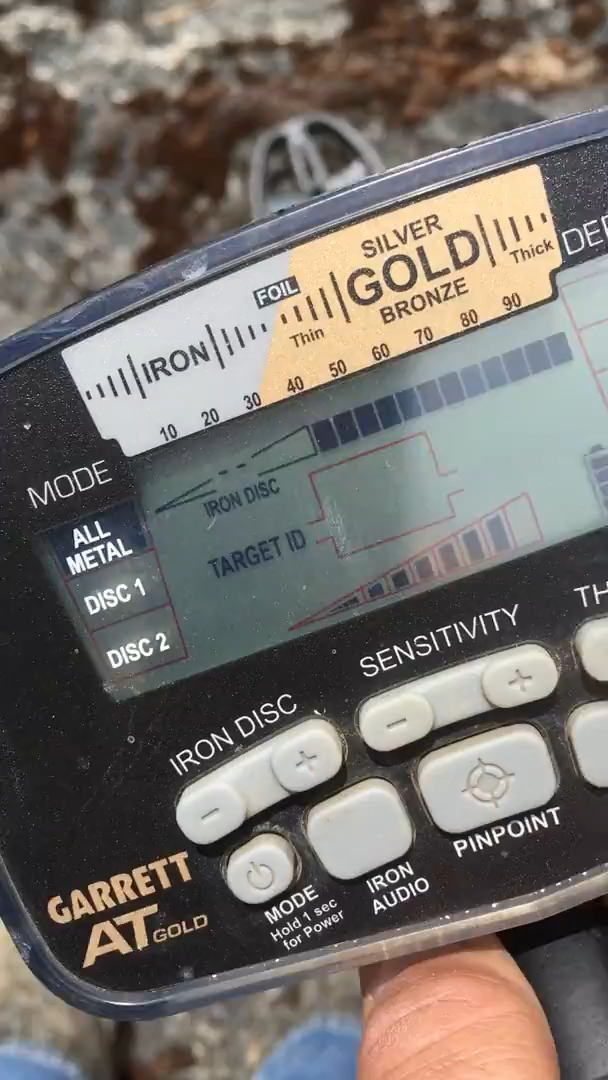 SILVER
FOIL
GOLD
Thick
IRON
Thin
BRONZE
10 20 30 40 50 60 70 80 90
MODE
IRON DISC
ALL
METAL
TARGET ID
DISC 1
DISC 2
SENSITIVITY
IRON DISC
- +
- +
PINPOINT
GARRETT
AT GOLD
MODE
Hold 1 sec
for Power
IRON
AUDIO